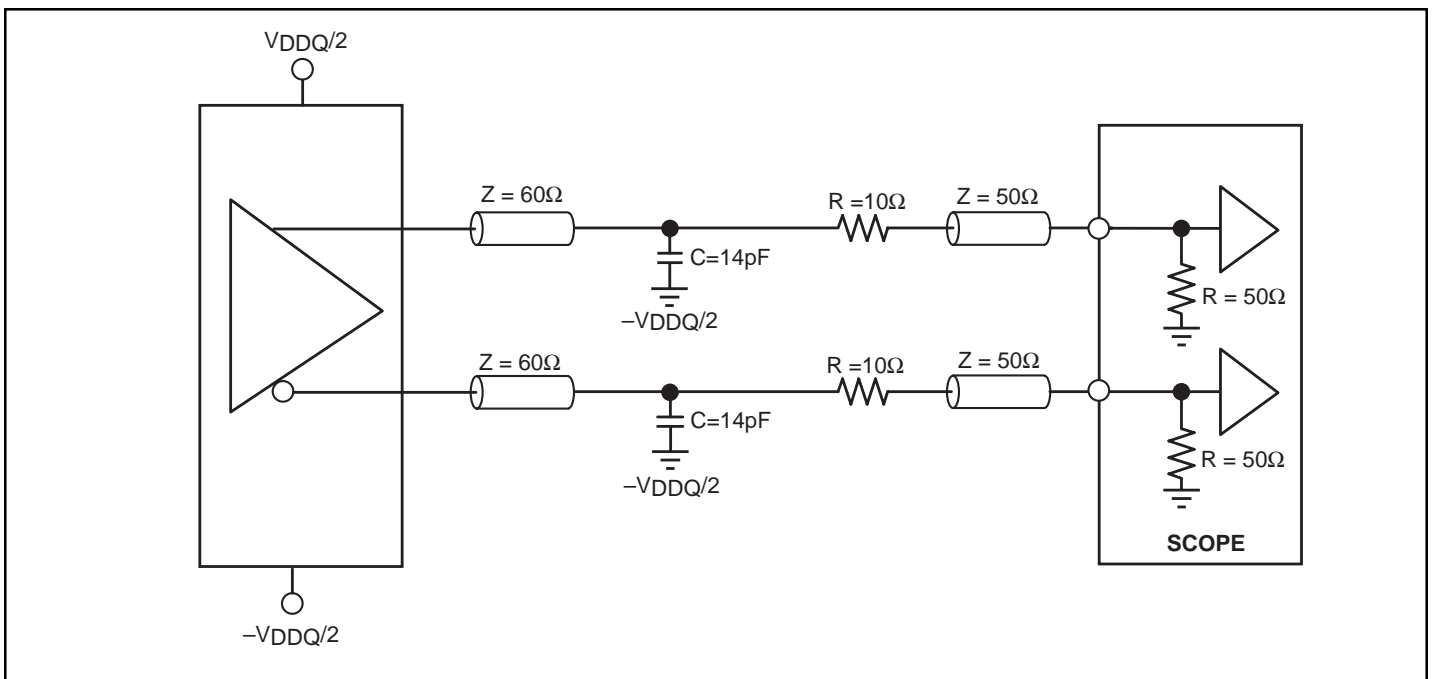 VDDQ/2
Z = 60Ω
C=14pF
–VDDQ/2
R =10Ω
Z = 50Ω
R = 50Ω
Z = 60Ω
C=14pF
–VDDQ/2
R =10Ω
Z = 50Ω
R = 50Ω
SCOPE
–VDDQ/2